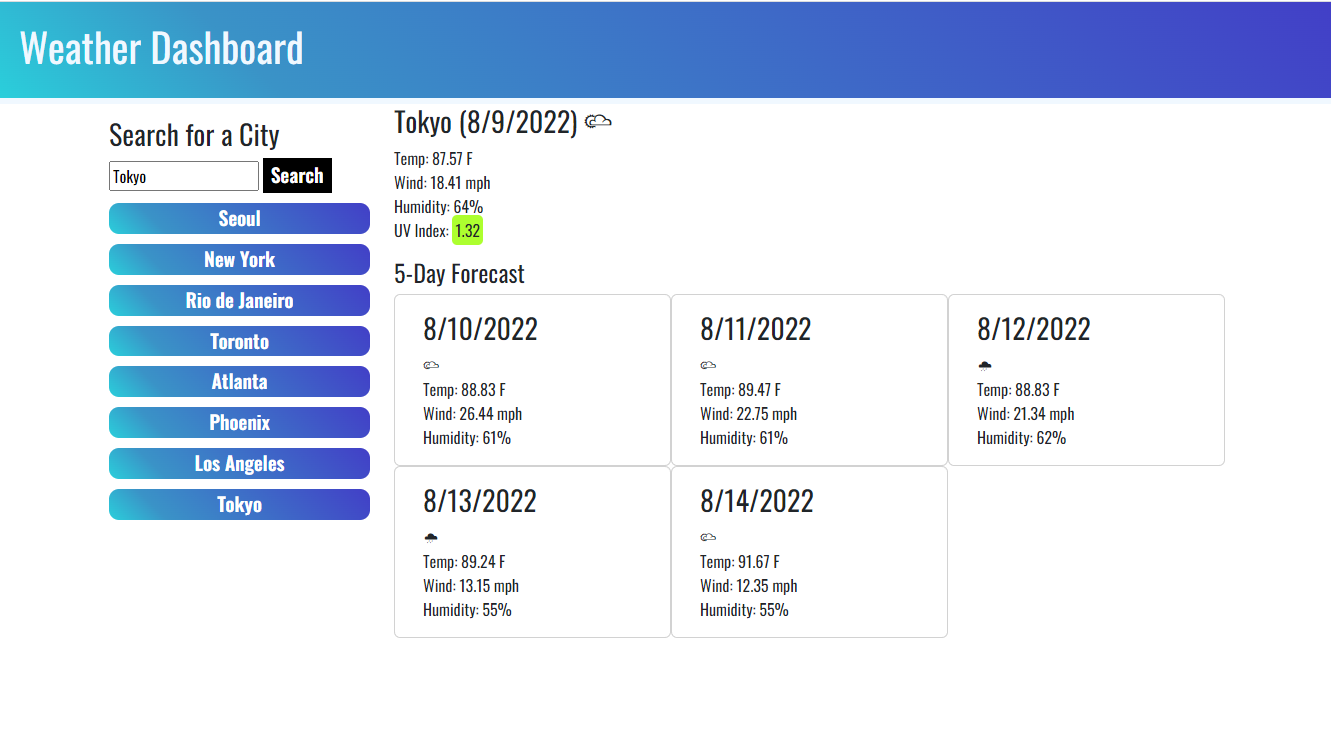 Weather Dashboard
Search for a City
Tokyo
Search
Seoul
New York
Rio de Janeiro
Toronto
Atlanta
Phoenix
Los Angeles
Tokyo
Tokyo (8/9/2022)
Temp: 87.57 F
Wind: 18.41 mph
Humidity: 64%
UV Index: 1.32
5-Day Forecast
8/10/2022
Temp: 88.83 F
Wind: 26.44 mph
Humidity: 61%
8/11/2022
Temp: 89.47 F
Wind: 22.75 mph
Humidity: 61%
8/12/2022
Temp: 88.83 F
Wind: 21.34 mph
Humidity: 62%
8/13/2022
Temp: 89.24 F
Wind: 13.15 mph
Humidity: 55%
8/14/2022
Temp: 91.67 F
Wind: 12.35 mph
Humidity: 55%